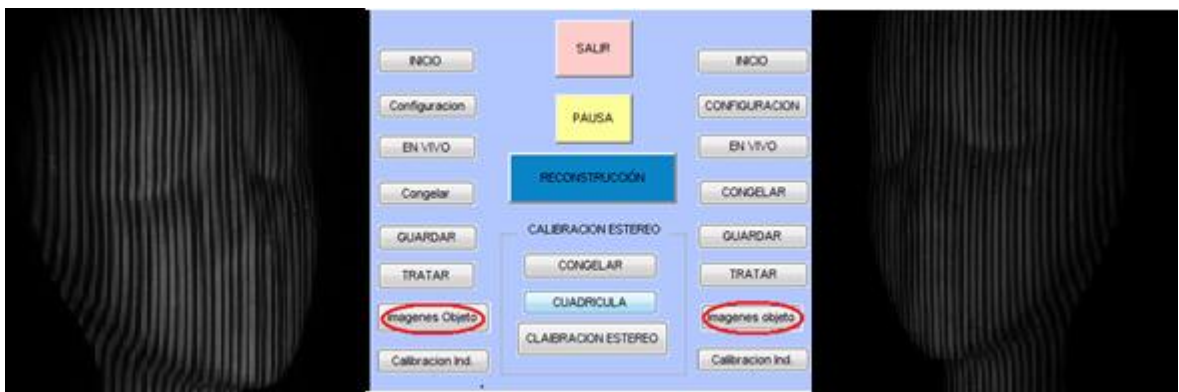 SALIR
INICIO
INICIO
Configuracion
CONFIGURACION
PAUSA
EN VIVO
EN VIVO
RECONSTRUCCIÓN
Congelar
CONGELAR
GUARDAR
CALIBRACION ESTEREO
GUARDAR
CONGELAR
TRATAR
TRATAR
CUADRICULA
Imagenes Objeto
Imagenes objeto
CLAIBRACION ESTEREO
Calibracion Ind.
Calibracion Ind.